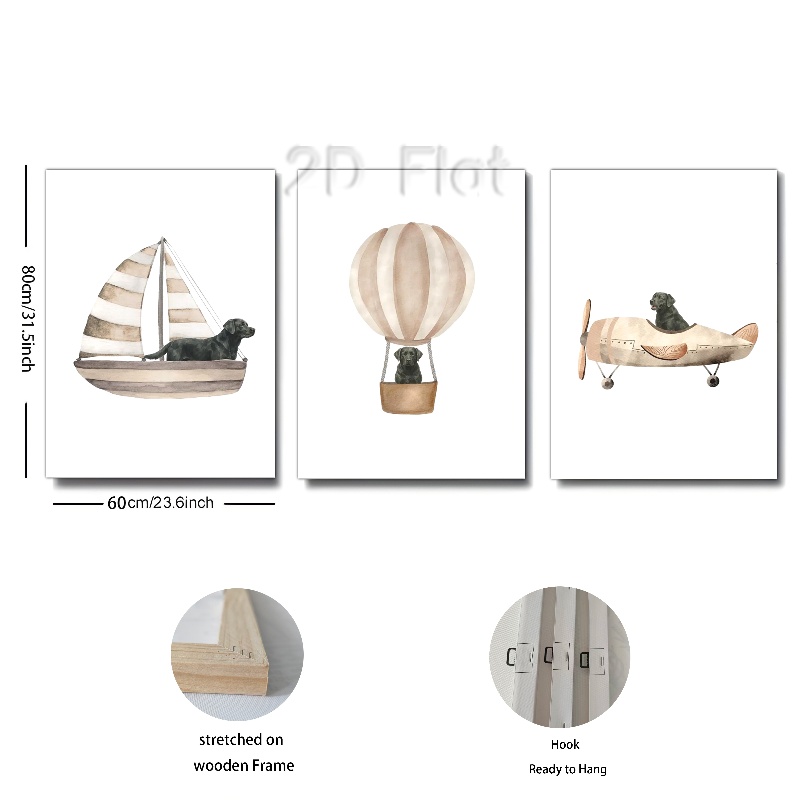 2D Flat
80cm/31.5inch
60cm/23.6inch
stretched on
wooden Frame
Hook
Ready to Hang